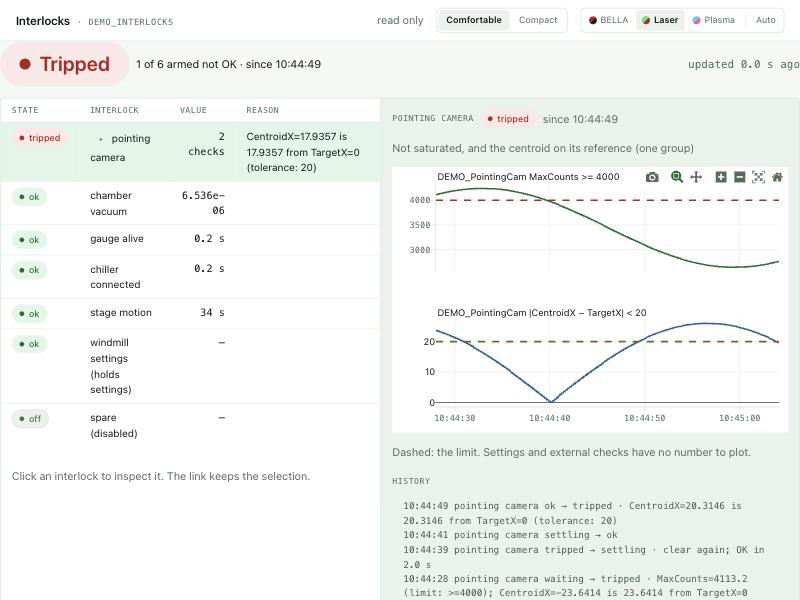 Interlocks · DEMO_INTERLOCKS
read only
Comfortable Compact
BELLA Laser Plasma Auto
Tripped
1 of 6 armed not OK · since 10:44:49
updated 0.0 s ago
STATE INTERLOCK VALUE REASON
tripped
pointing
camera
2
checks
CentroidX=17.9357 is
17.9357 from TargetX=0
(tolerance: 20)
ok
chamber
vacuum
6.536e–
06
ok gauge alive 0.2 s
ok
chiller
connected
0.2 s
ok stage motion 34 s
ok
windmill
settings
(holds
settings)
—
off
spare
(disabled)
—
Click an interlock to inspect it. The link keeps the selection.
POINTING CAMERA tripped since 10:44:49
Not saturated, and the centroid on its reference (one group)
DEMO_PointingCam MaxCounts >= 4000
4000
3500
3000
DEMO_PointingCam |CentroidX − TargetX| < 20
20
10
0
10:44:30 10:44:40 10:44:50 10:45:00
Dashed: the limit. Settings and external checks have no number to plot.
HISTORY
10:44:49 pointing camera ok → tripped · CentroidX=20.3146 is
20.3146 from TargetX=0 (tolerance: 20)
10:44:41 pointing camera settling → ok
10:44:39 pointing camera tripped → settling · clear again; OK in
2.0 s
10:44:28 pointing camera waiting → tripped · MaxCounts=4113.2
(limit: >=4000); CentroidX=−23.6414 is 23.6414 from TargetX=0